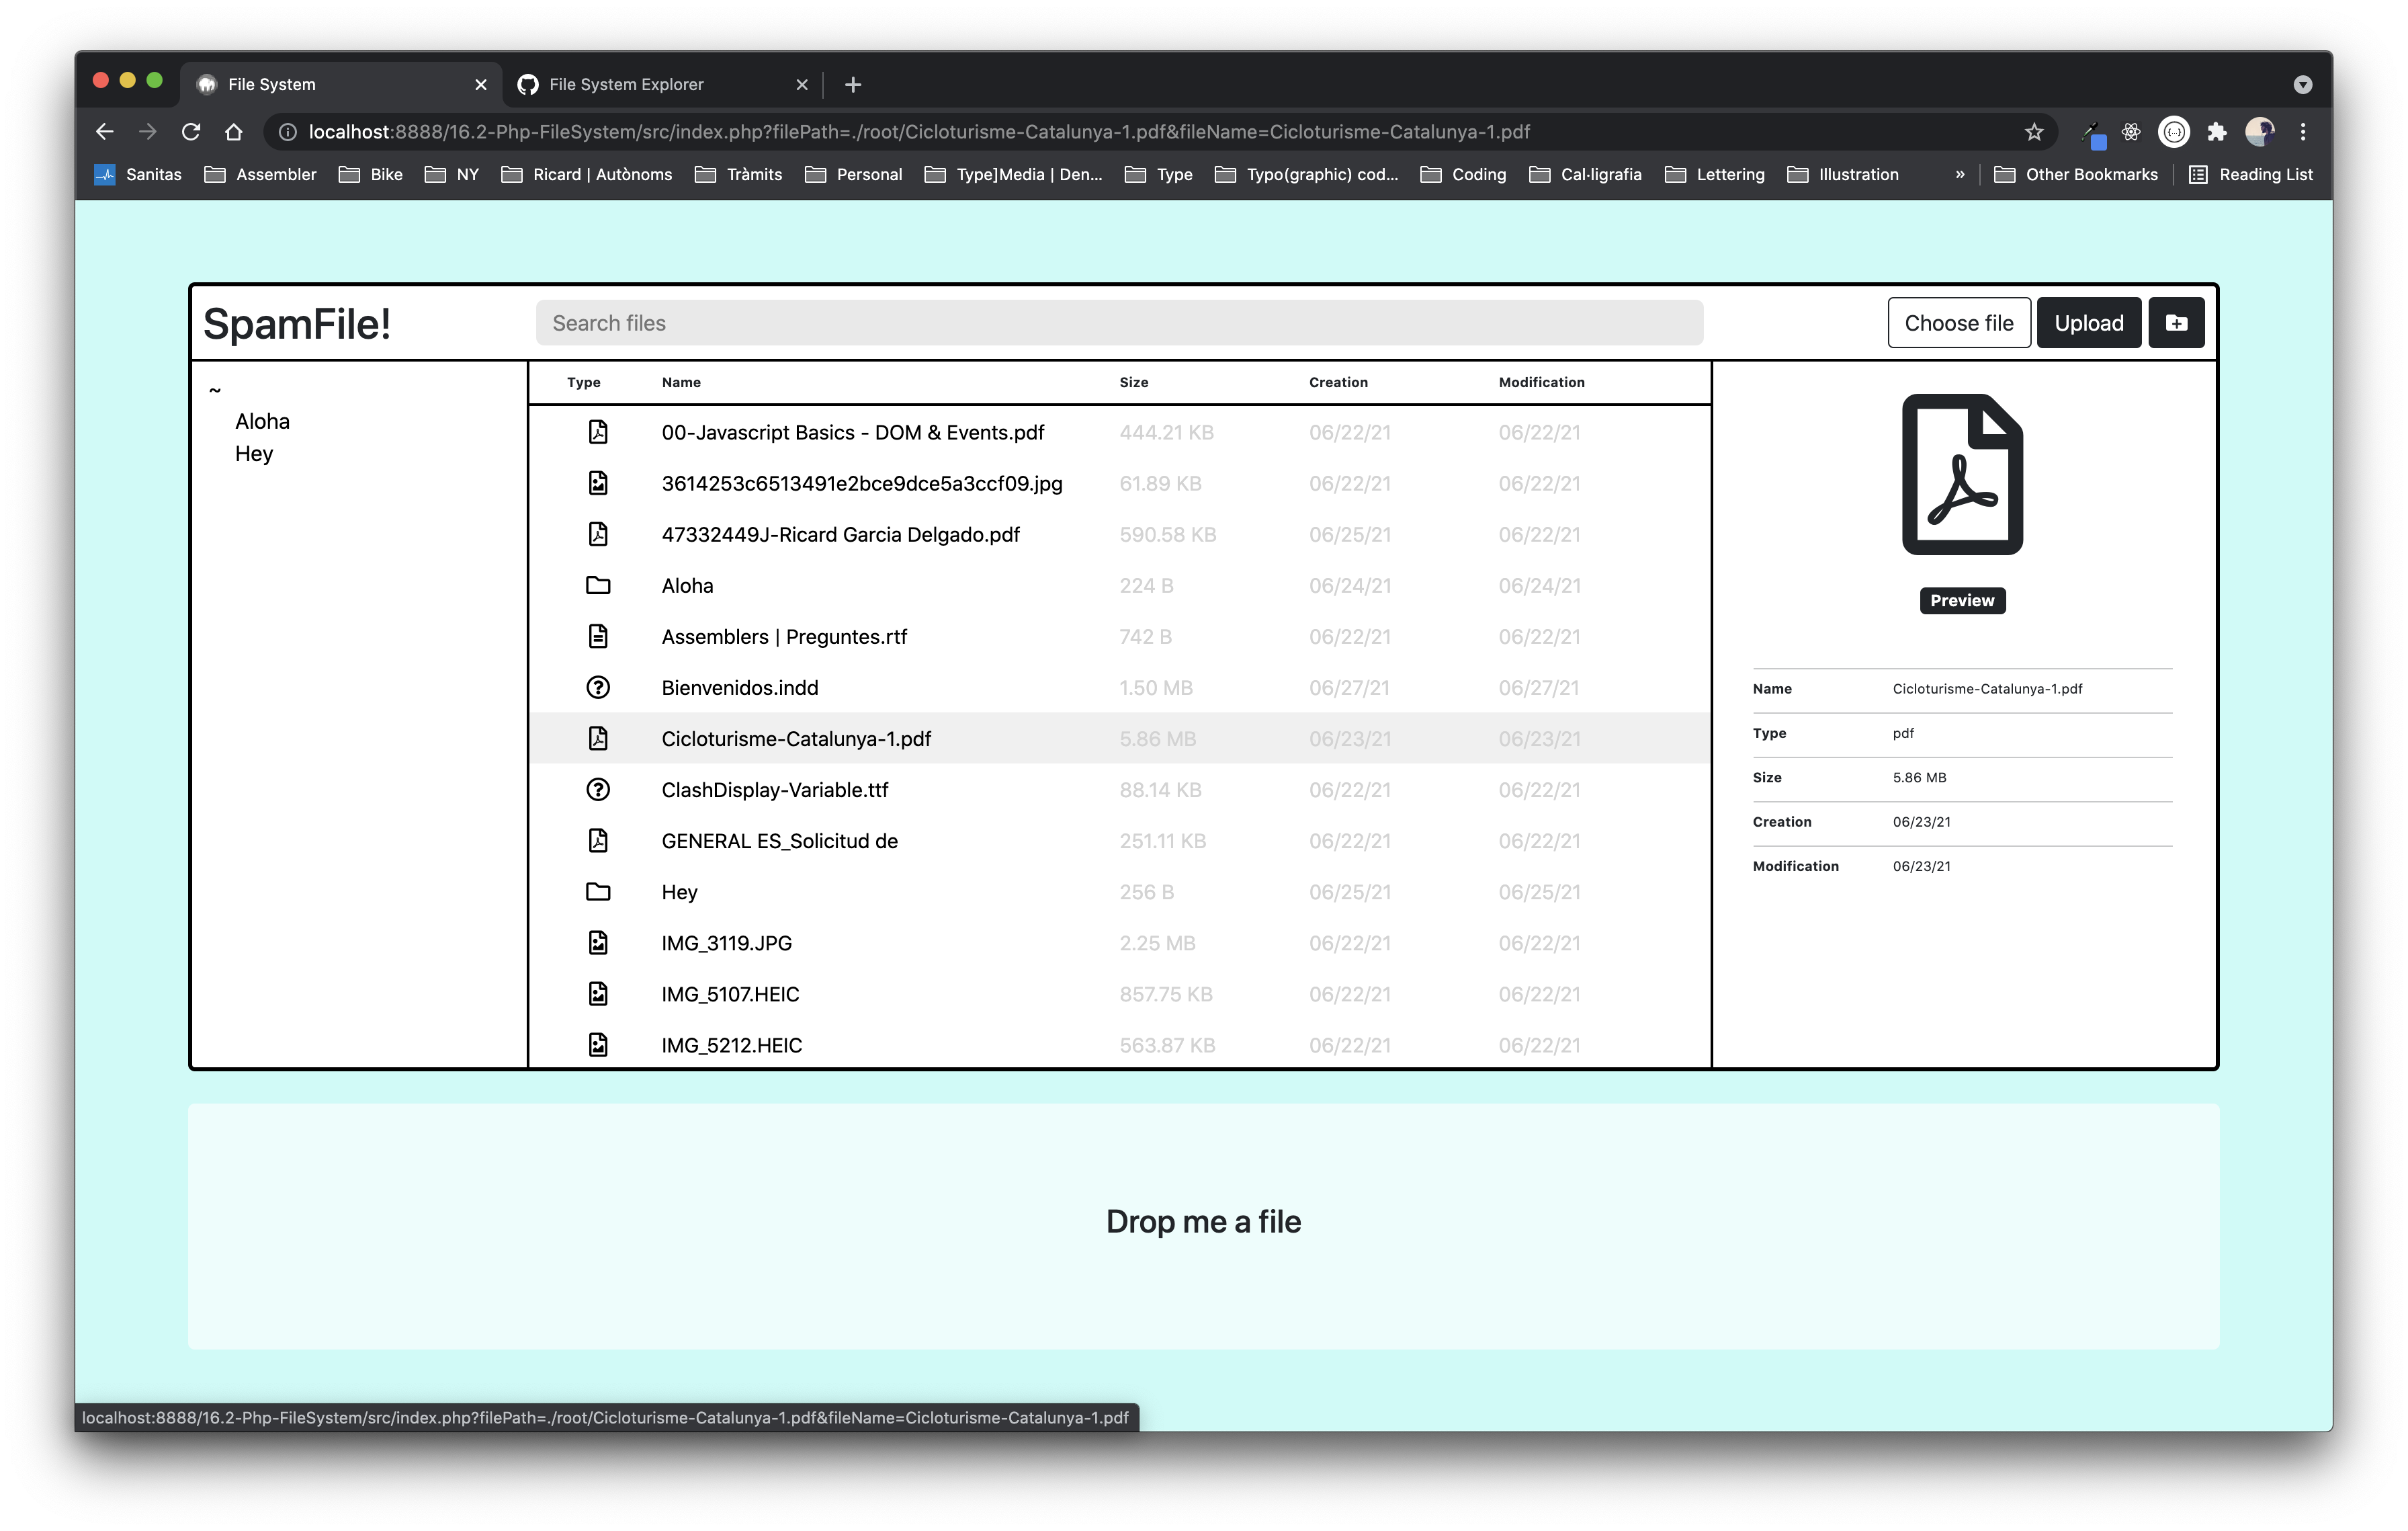 File System
File System Explorer
localhost:8888/16.2-Php-FileSystem/src/index.php?filePath=./root/Cicloturisme-Catalunya-1.pdf&fileName=Cicloturisme-Catalunya-1.pdf
Sanitas Assembler Bike NY Ricard | Autònoms Tràmits Personal Type]Media | Den... Type Typo(graphic) cod... Coding Cal·ligrafia Lettering Illustration » Other Bookmarks Reading List
SpamFile! Search files Choose file Upload
~
Aloha
Hey
Type Name Size Creation Modification
00-Javascript Basics - DOM & Events.pdf 444.21 KB 06/22/21 06/22/21
3614253c6513491e2bce9dce5a3ccf09.jpg 61.89 KB 06/22/21 06/22/21
47332449J-Ricard Garcia Delgado.pdf 590.58 KB 06/25/21 06/22/21
Aloha 224 B 06/24/21 06/24/21
Assemblers | Preguntes.rtf 742 B 06/22/21 06/22/21
Bienvenidos.indd 1.50 MB 06/27/21 06/27/21
Cicloturisme-Catalunya-1.pdf 5.86 MB 06/23/21 06/23/21
ClashDisplay-Variable.ttf 88.14 KB 06/22/21 06/22/21
GENERAL ES_Solicitud de 251.11 KB 06/22/21 06/22/21
Hey 256 B 06/25/21 06/25/21
IMG_3119.JPG 2.25 MB 06/22/21 06/22/21
IMG_5107.HEIC 857.75 KB 06/22/21 06/22/21
IMG_5212.HEIC 563.87 KB 06/22/21 06/22/21
Preview
Name Cicloturisme-Catalunya-1.pdf
Type pdf
Size 5.86 MB
Creation 06/23/21
Modification 06/23/21
Drop me a file
localhost:8888/16.2-Php-FileSystem/src/index.php?filePath=./root/Cicloturisme-Catalunya-1.pdf&fileName=Cicloturisme-Catalunya-1.pdf